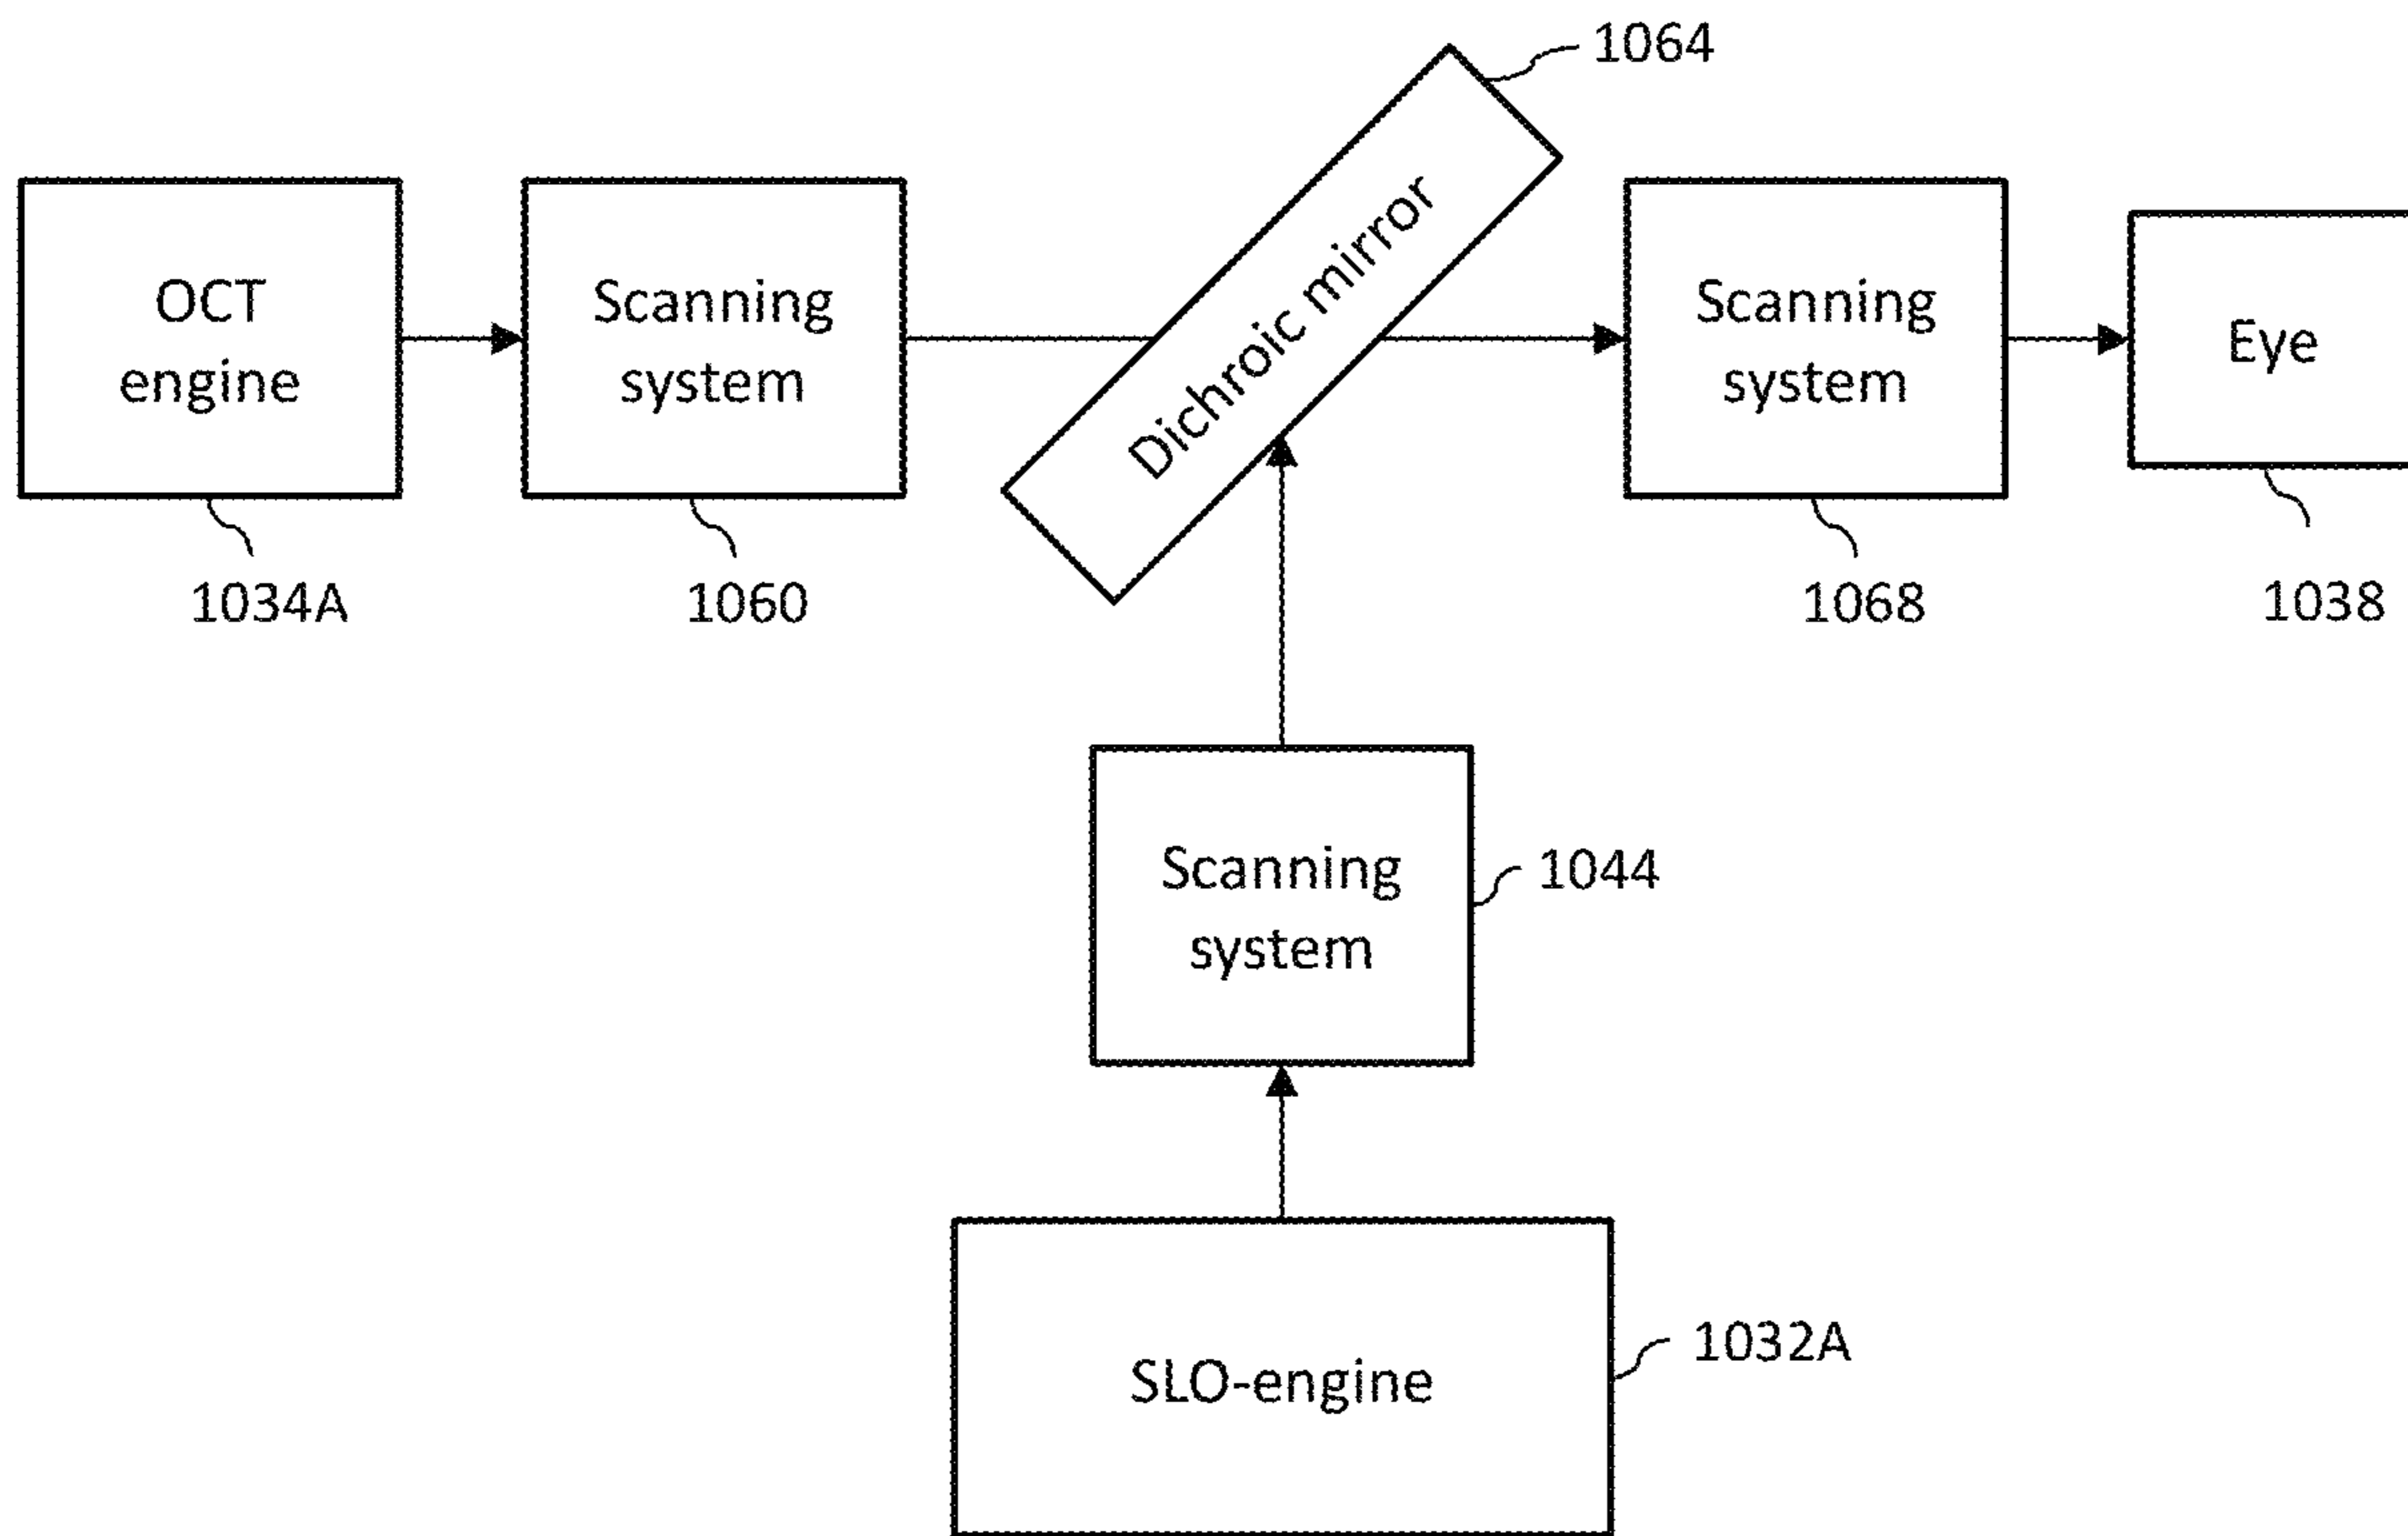 1064
OCT
engine
Scanning
system
Dichroic mirror
Scanning
system
Eye
1034A
1060
1068
1038
Scanning
system
1044
SLO-engine
1032A